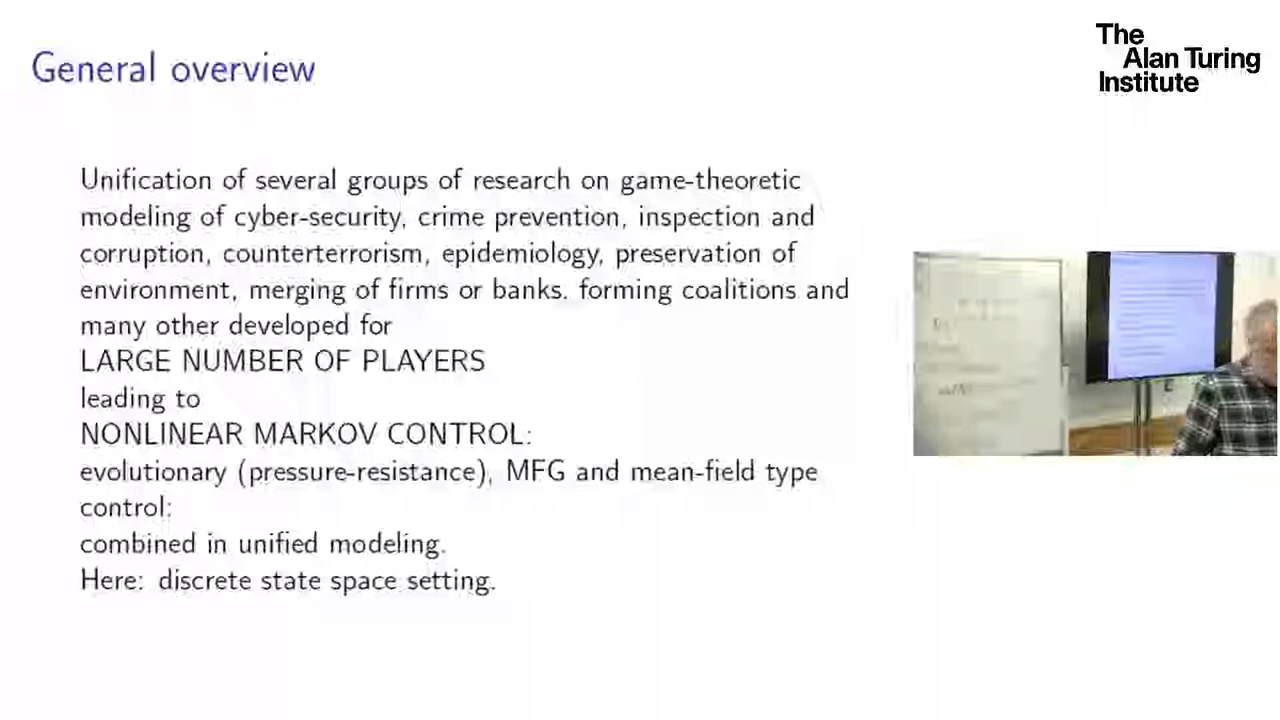 General overview
The
Alan Turing
Institute
Unification of several groups of research on game-theoretic
modeling of cyber-security, crime prevention, inspection and
corruption, counterterrorism, epidemiology, preservation of
environment, merging of firms or banks. forming coalitions and
many other developed for
LARGE NUMBER OF PLAYERS
leading to
NONLINEAR MARKOV CONTROL:
evolutionary (pressure-resistance), MFG and mean-field type
control:
combined in unified modeling.
Here: discrete state space setting.